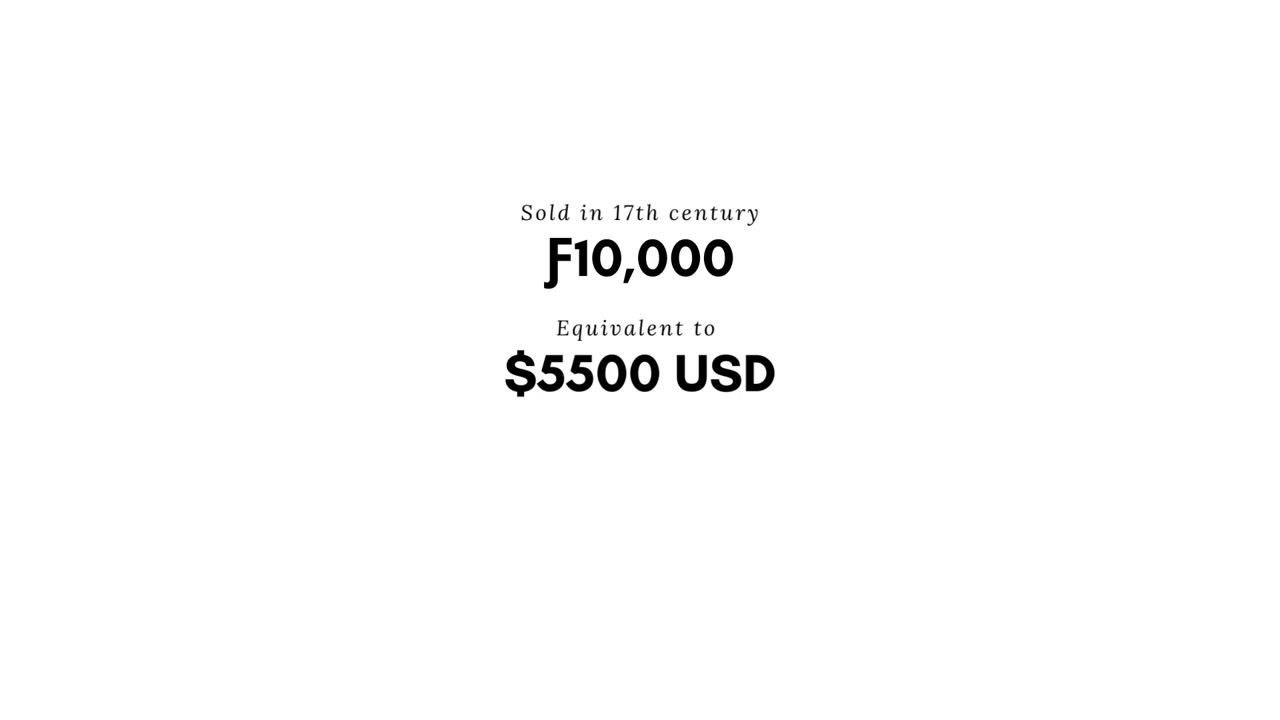 Sold in 17th century
Ƒ10,000
Equivalent to
$5500 USD